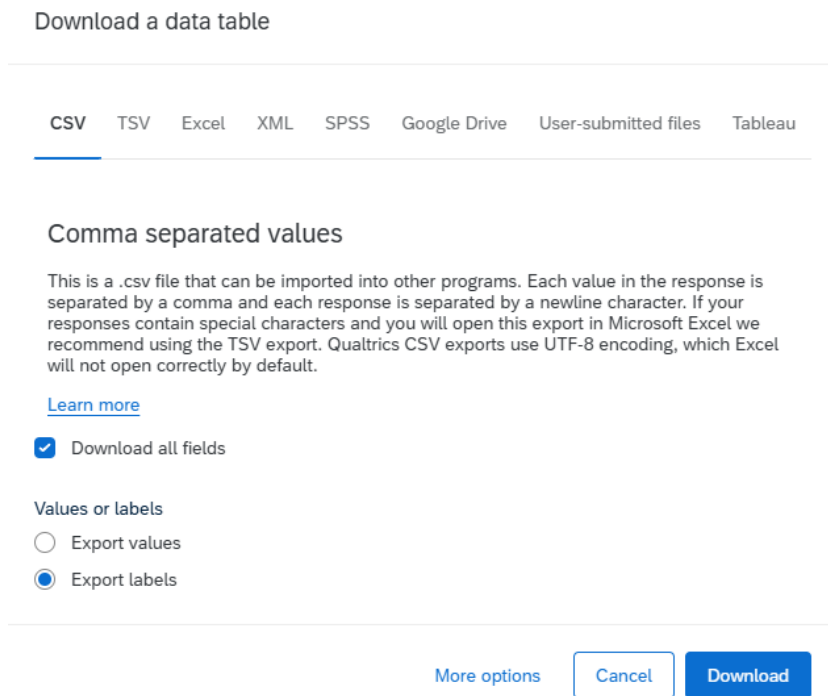 Download a data table
CSV TSV Excel XML SPSS Google Drive User-submitted files Tableau
Comma separated values
This is a .csv file that can be imported into other programs. Each value in the response is
separated by a comma and each response is separated by a newline character. If your
responses contain special characters and you will open this export in Microsoft Excel we
recommend using the TSV export. Qualtrics CSV exports use UTF-8 encoding, which Excel
will not open correctly by default.
Learn more
Download all fields
Values or labels
Export values
Export labels
More options Cancel Download